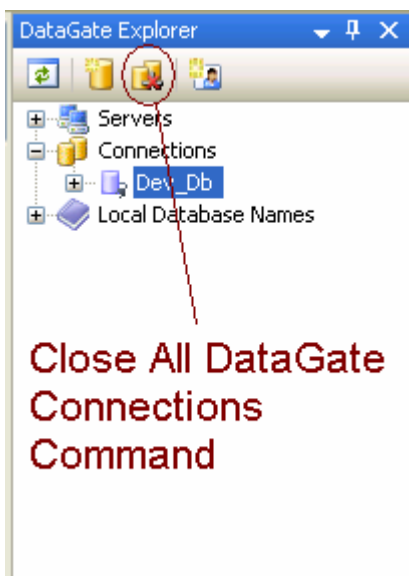 DataGate Explorer
Servers
Connections
Dev_Db
Local Database Names
Close All DataGate
Connections
Command